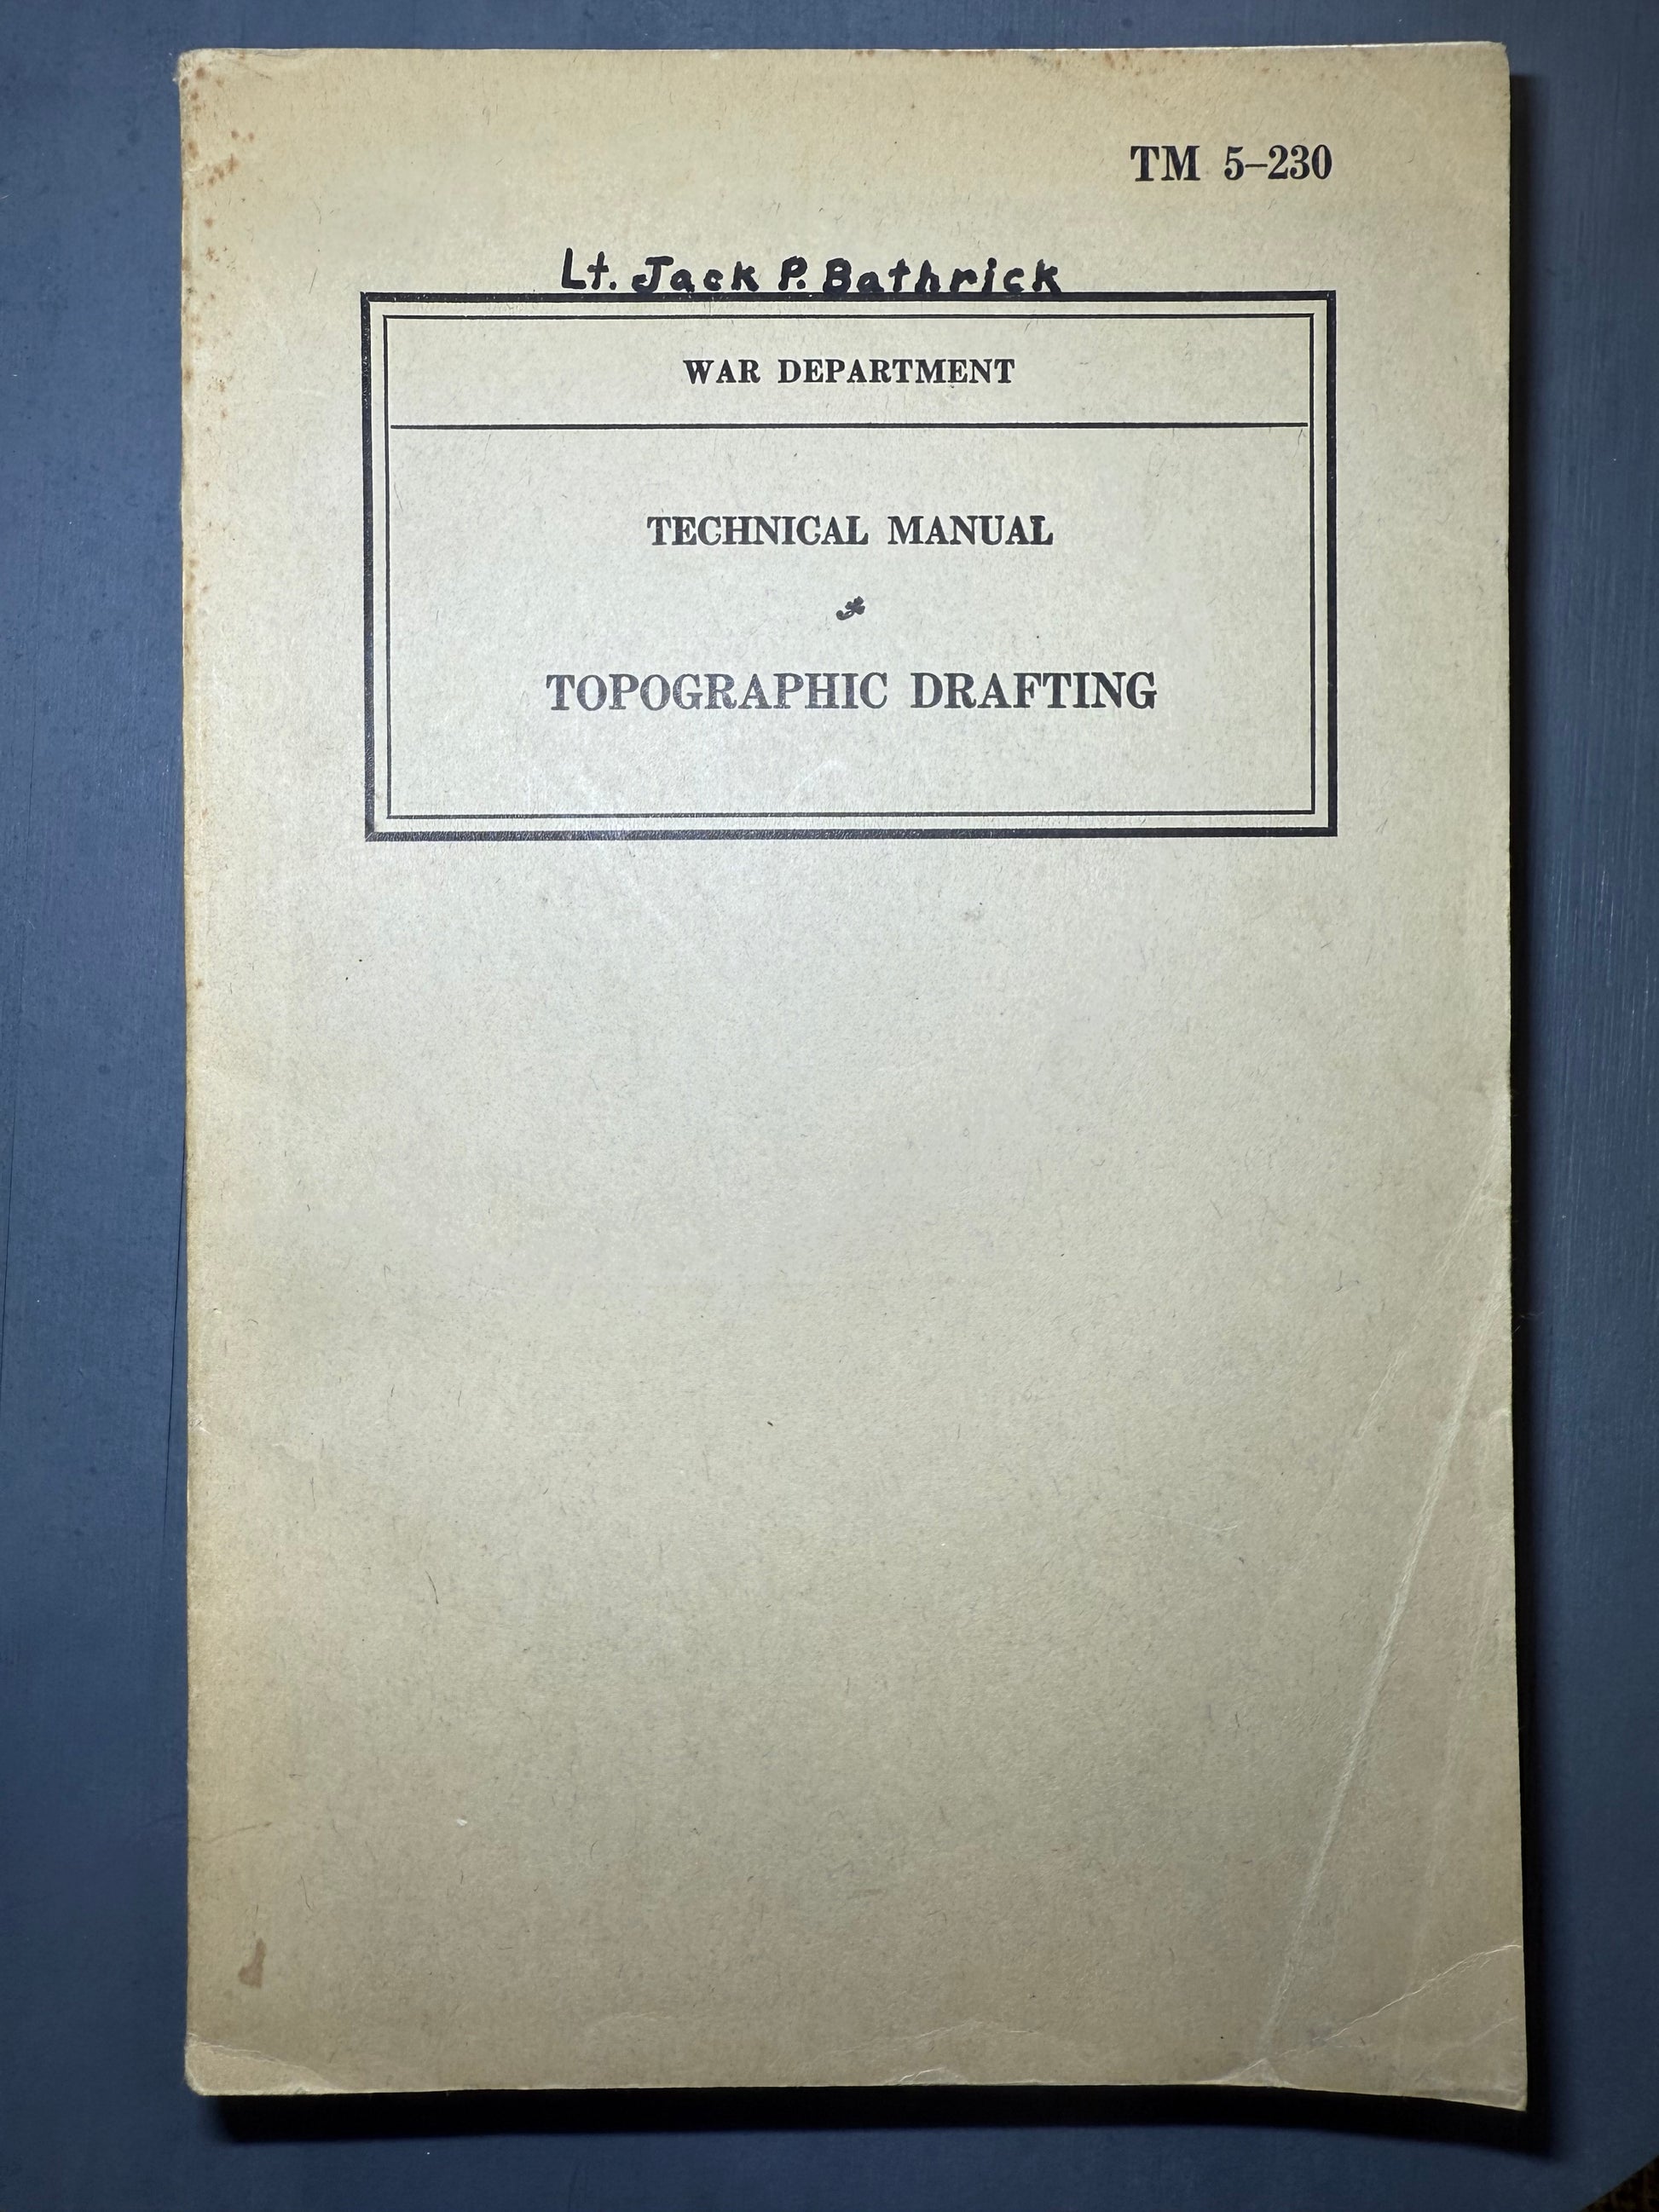 TM 5–230
Lt. Jack P. Bathrick
WAR DEPARTMENT
TECHNICAL MANUAL
TOPOGRAPHIC DRAFTING